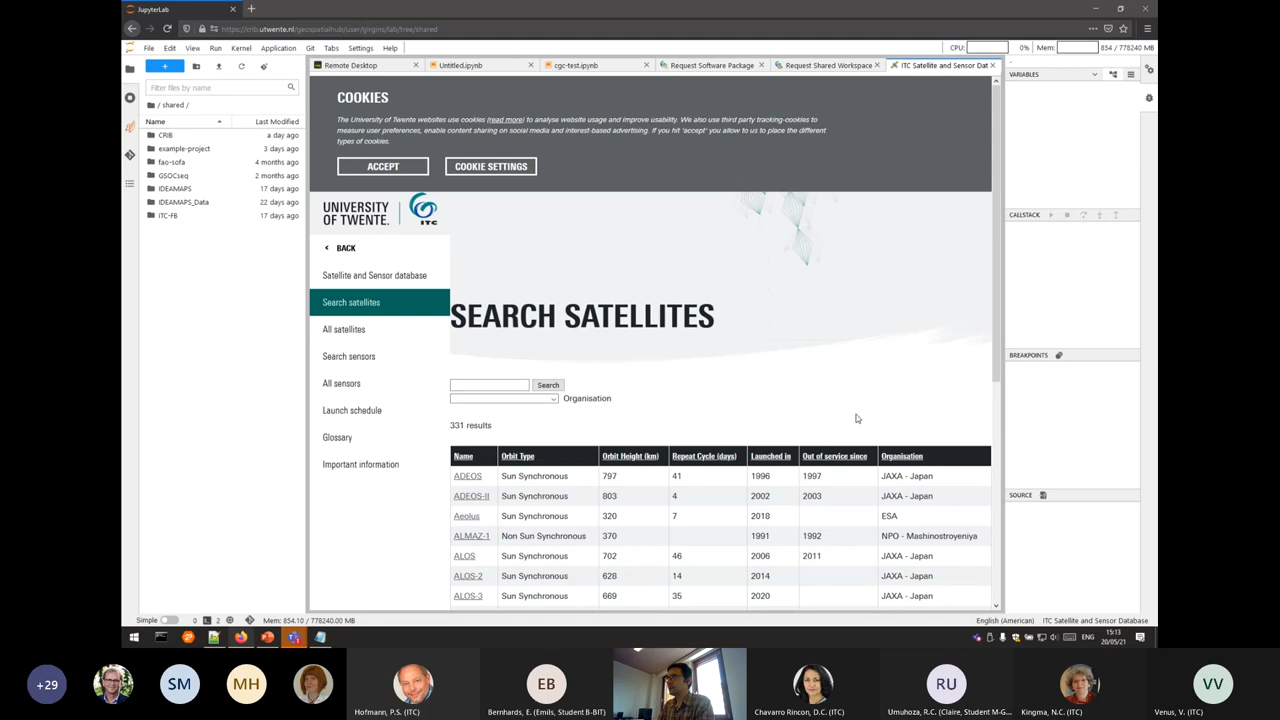 JupyterLab
https://crib.utwente.nl/geospatialhub/user/girgins/lab/tree/shared
File Edit View Run Kernel Application Git Tabs Settings Help
CPU: 0% Mem: 854 / 778240 MB
+
Remote Desktop
Untitled.ipynb
cgc-test.ipynb
Request Software Package
Request Shared Workspace
ITC Satellite and Sensor Dat
Filter files by name
/ shared /
Name Last Modified
CRIB a day ago
example-project 3 days ago
fao-sofa 4 months ago
GSOCseq 2 months ago
IDEAMAPS 17 days ago
IDEAMAPS_Data 22 days ago
ITC-FB 17 days ago
COOKIES
The University of Twente websites use cookies (read more) to analyse website usage and improve usability. We also use third party tracking-cookies to
measure user preferences, enable content sharing on social media and interest-based advertising. If you hit 'accept' you allow to us to place the different
types of cookies.
ACCEPT
COOKIE SETTINGS
UNIVERSITY
OF TWENTE.
ITC
BACK
Satellite and Sensor database
Search satellites
All satellites
Search sensors
All sensors
Launch schedule
Glossary
Important information
SEARCH SATELLITES
Search
Organisation
331 results
Name Orbit Type Orbit Height (km) Repeat Cycle (days) Launched in Out of service since Organisation
ADEOS Sun Synchronous 797 41 1996 1997 JAXA - Japan
ADEOS-II Sun Synchronous 803 4 2002 2003 JAXA - Japan
Aeolus Sun Synchronous 320 7 2018 ESA
ALMAZ-1 Non Sun Synchronous 370 1991 1992 NPO - Mashinostroyeniya
ALOS Sun Synchronous 702 46 2006 2011 JAXA - Japan
ALOS-2 Sun Synchronous 628 14 2014 JAXA - Japan
ALOS-3 Sun Synchronous 669 35 2020 JAXA - Japan
VARIABLES
CALLSTACK
BREAKPOINTS
SOURCE
Simple 0 2 Mem: 854.10 / 778240.00 MB
English (American) ITC Satellite and Sensor Database
ENG
15:13
20/05/21
+29
SM
MH
Hofmann, P.S. (ITC)
EB
Bernhards, E. (Emils, Student B-BIT)
Chavarro Rincon, D.C. (ITC)
RU
Umuhoza, R.C. (Claire, Student M-G...
Kingma, N.C. (ITC)
VV
Venus, V. (ITC)